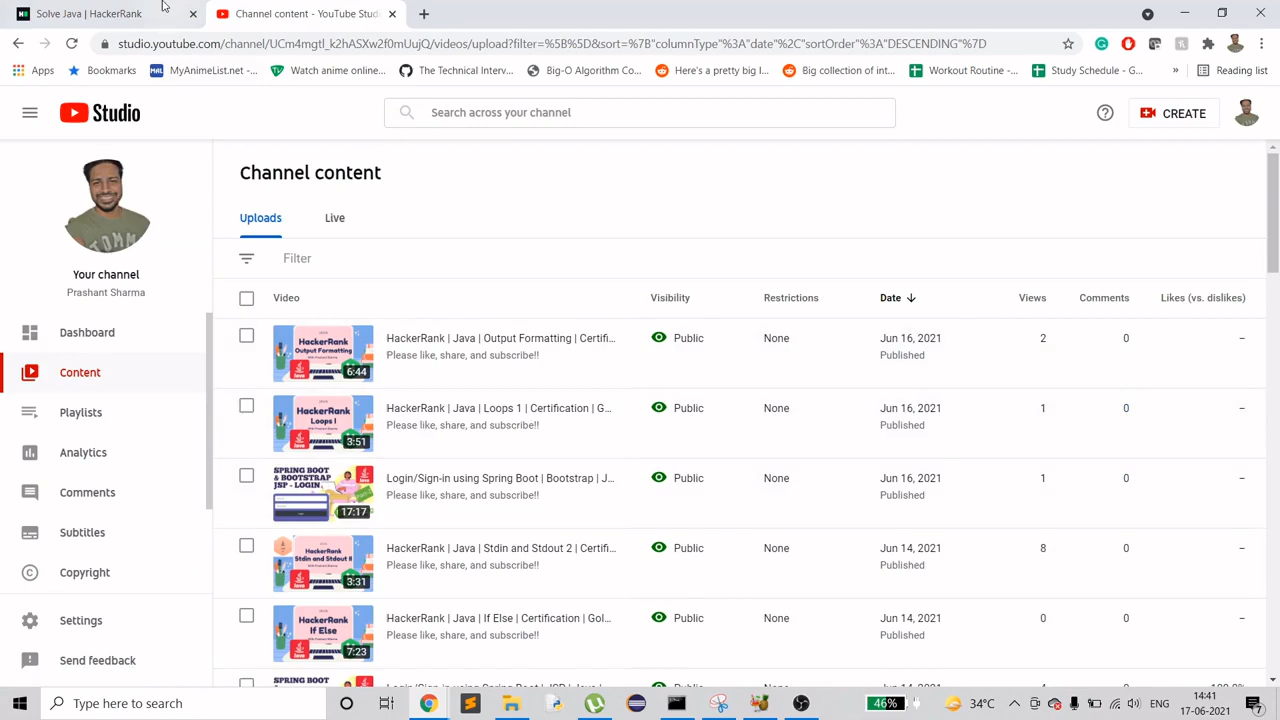 Solve Java | HackerRank
Channel content - YouTube Studi
studio.youtube.com/channel/UCm4mgtl_k2hASXw2f0mUujQ/videos/upload?filter=%5B%5D&sort=%7B"columnType"%3A"date"%2C"sortOrder"%3A"DESCENDING"%7D
Apps
Bookmarks
MyAnimeList.net -...
Watch anime online...
The Technical Interv...
Big-O Algorithm Co...
Here's a pretty big l...
Big collection of int...
Workout Routine -...
Study Schedule - G...
»
Reading list
Studio
Search across your channel
CREATE
Channel content
Uploads
Live
Your channel
Prashant Sharma
Filter
Video
Visibility
Restrictions
Date
Views
Comments
Likes (vs. dislikes)
Dashboard
Content
Playlists
Analytics
Comments
Subtitles
Copyright
Settings
Send feedback
HackerRank
Output Formatting
Java
6:44
HackerRank | Java | Output Formatting | Certifi...
Please like, share, and subscribe!!
Public
None
Jun 16, 2021
Published
2
0
–
HackerRank
Loops I
Java
3:51
HackerRank | Java | Loops 1 | Certification | G...
Please like, share, and subscribe!!
Public
None
Jun 16, 2021
Published
1
0
–
SPRING BOOT
& BOOTSTRAP
JSP - LOGIN
17:17
Login/Sign-in using Spring Boot | Bootstrap | J...
Please like, share, and subscribe!!
Public
None
Jun 16, 2021
Published
1
0
–
HackerRank
Stdin and Stdout II
Java
3:31
HackerRank | Java | Stdin and Stdout 2 | Certifi...
Please like, share, and subscribe!!
Public
None
Jun 14, 2021
Published
0
–
HackerRank
If Else
Java
7:23
HackerRank | Java | If Else | Certification | Gol...
Please like, share, and subscribe!!
Public
None
Jun 14, 2021
Published
0
0
–
Type here to search
46%
34°C
ENG
14:41
17-06-2021